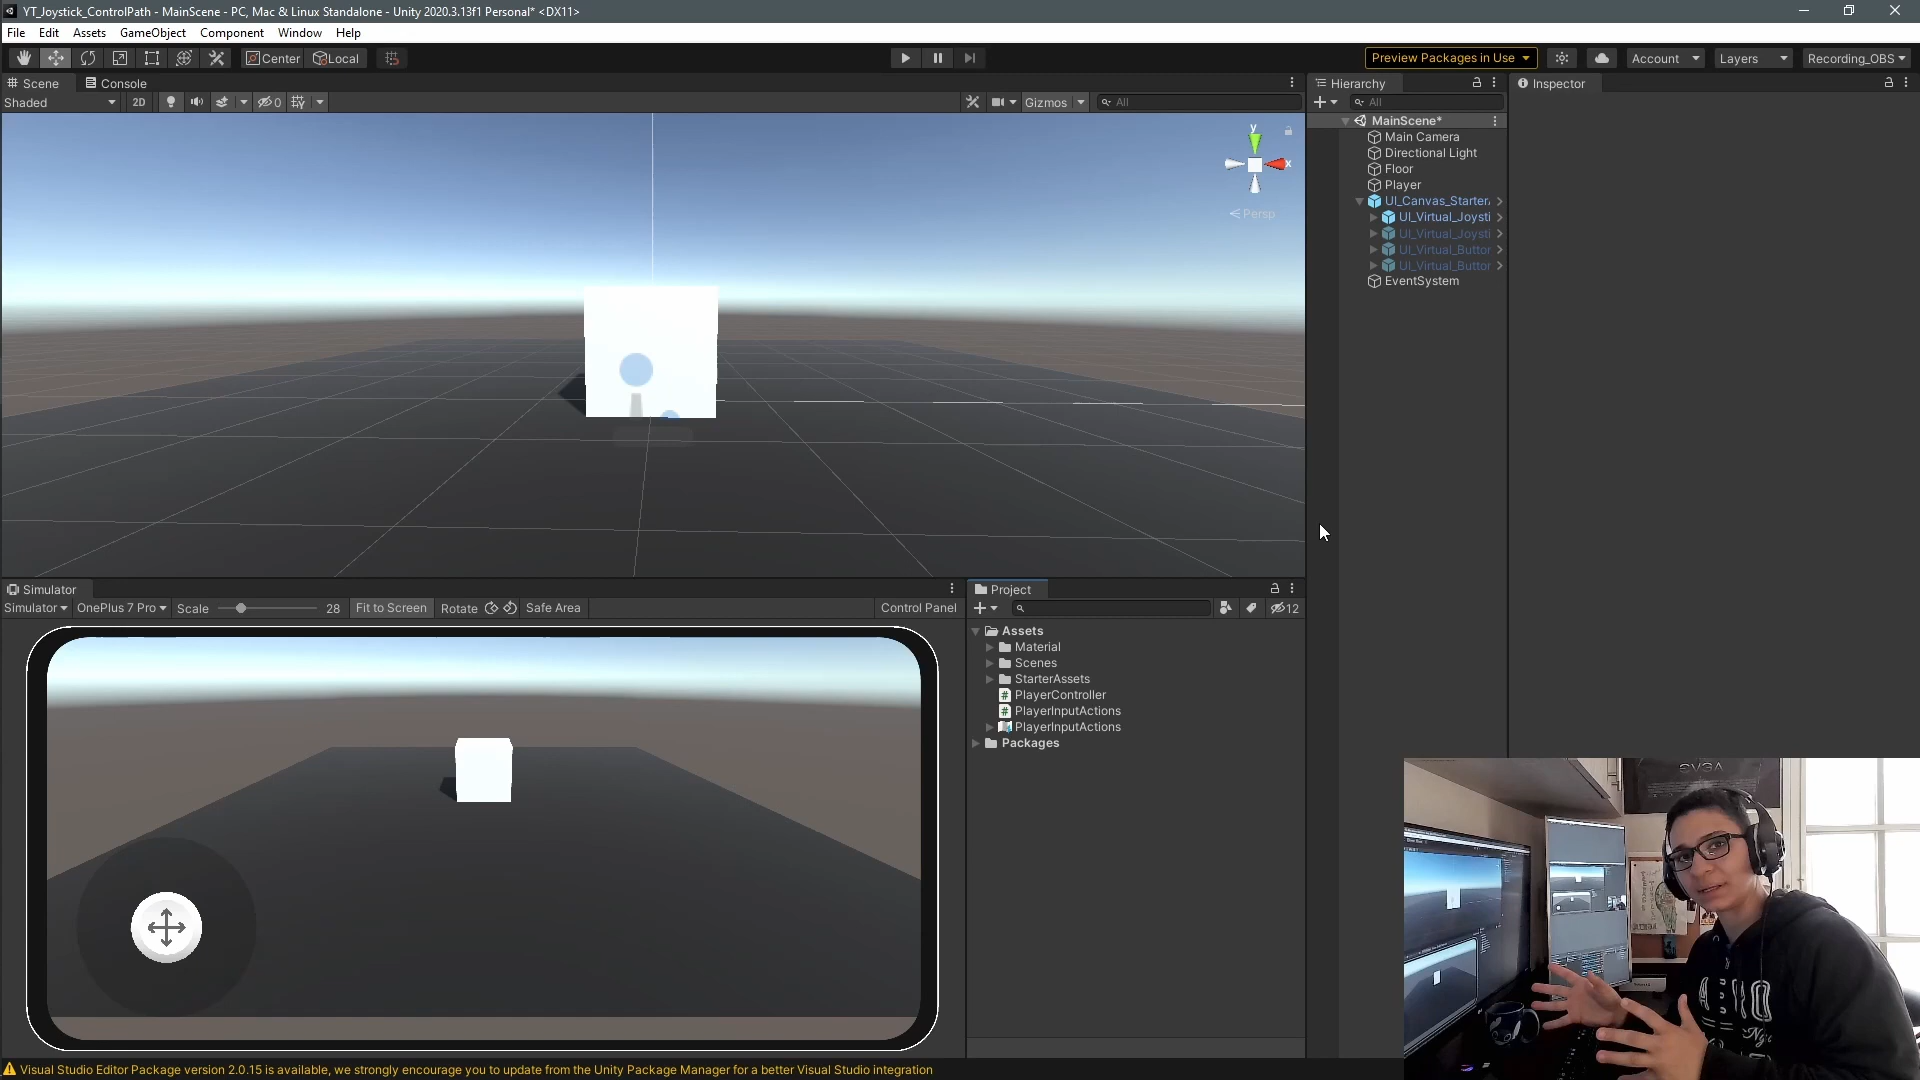 YT_Joystick_ControlPath - MainScene - PC, Mac & Linux Standalone - Unity 2020.3.13f1 Personal* <DX11>
File Edit Assets GameObject Component Window Help
Center Local Preview Packages in Use Account Layers Recording_OBS
Scene Console
Shaded 2D 0 Gizmos All
y
x
Persp
Hierarchy
All
MainScene*
Main Camera
Directional Light
Floor
Player
UI_Canvas_Starter
UI_Virtual_Joysti
UI_Virtual_Joysti
UI_Virtual_Button
UI_Virtual_Button
EventSystem
Inspector
Simulator
Simulator OnePlus 7 Pro Scale 28 Fit to Screen Rotate Safe Area Control Panel
Project
12
Assets
Material
Scenes
StarterAssets
PlayerController
PlayerInputActions
PlayerInputActions
Packages
EVGA
Visual Studio Editor Package version 2.0.15 is available, we strongly encourage you to update from the Unity Package Manager for a better Visual Studio integration